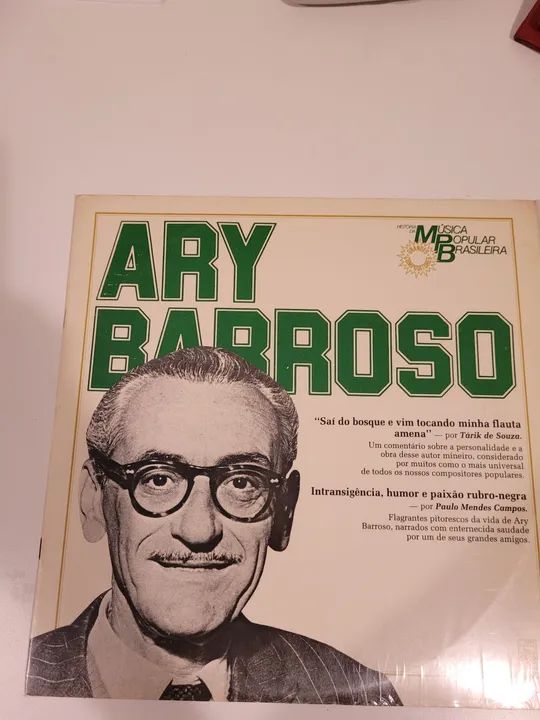 ARY
BARROSO
HISTÓRIA DA
MÚSICA
POPULAR
BRASILEIRA
GRANDES
"Saí do bosque e vim tocando minha flauta
amena" — por Tárik de Souza.
Um comentário sobre a personalidade e a
obra desse autor mineiro, considerado
por muitos como o mais universal
de todos os nossos compositores populares.
Intransigência, humor e paixão rubro-negra
— por Paulo Mendes Campos.
Flagrantes pitorescos da vida de Ary
Barroso, narrados com enternecida saudade
por um de seus grandes amigos.